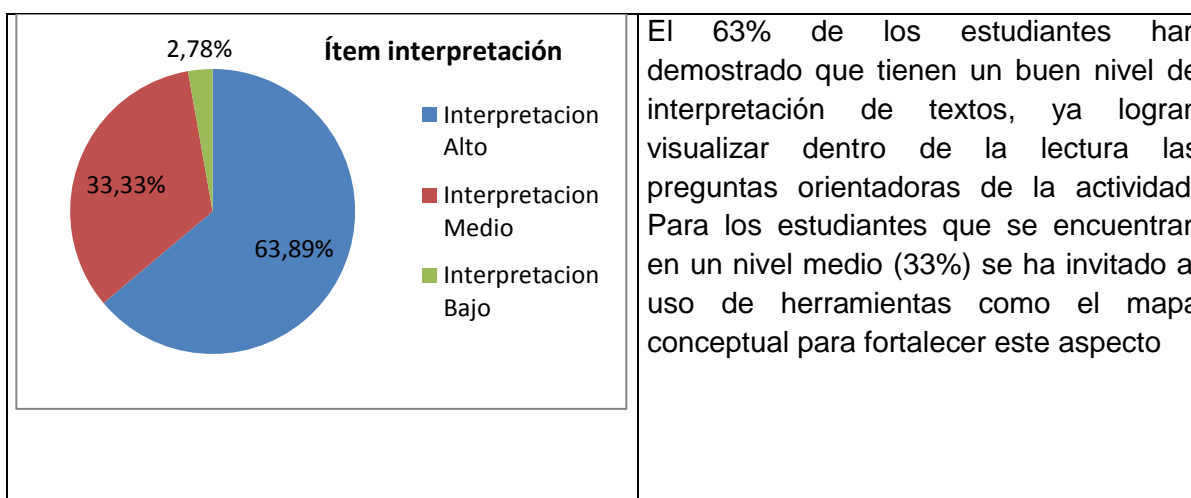 2,78%
Ítem interpretación
33,33%
63,89%
Interpretacion
Alto
Interpretacion
Medio
Interpretacion
Bajo
El 63% de los estudiantes han
demostrado que tienen un buen nivel de
interpretación de textos, ya logran
visualizar dentro de la lectura las
preguntas orientadoras de la actividad
Para los estudiantes que se encuentran
en un nivel medio (33%) se ha invitado a
uso de herramientas como el mapa
conceptual para fortalecer este aspecto